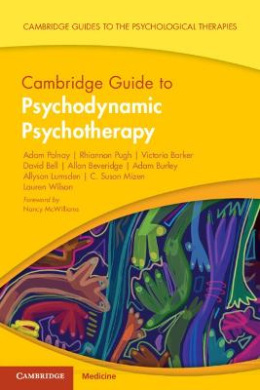 CAMBRIDGE GUIDES TO THE PSYCHOLOGICAL THERAPIES
Cambridge Guide to
Psychodynamic
Psychotherapy
Adam Polnay | Rhiannon Pugh | Victoria Barker
David Bell | Allan Beveridge | Adam Burley
Allyson Lumsden | C. Susan Mizen
Lauren Wilson
Foreword by
Nancy McWilliams
CAMBRIDGE
Medicine